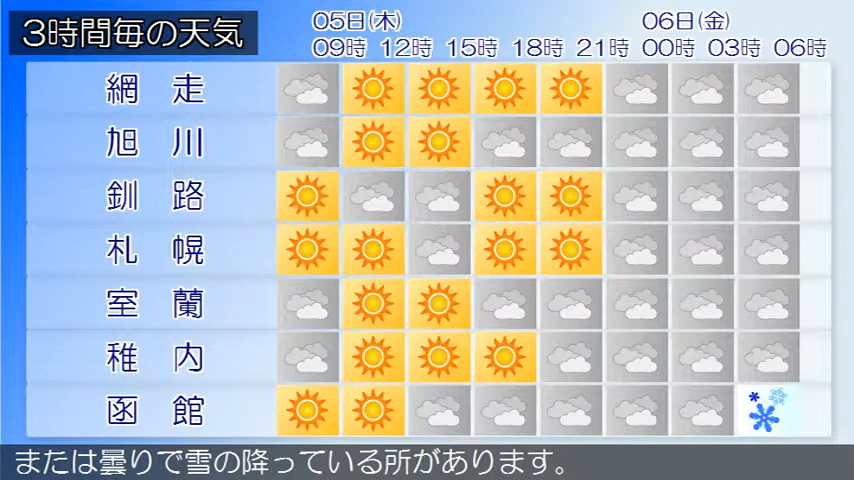 3時間毎の天気
05日(木) 06日(金)
09時 12時 15時 18時 21時 00時 03時 06時
網 走
旭 川
釧 路
札 幌
室 蘭
稚 内
函 館
または曇りで雪の降っている所があります。